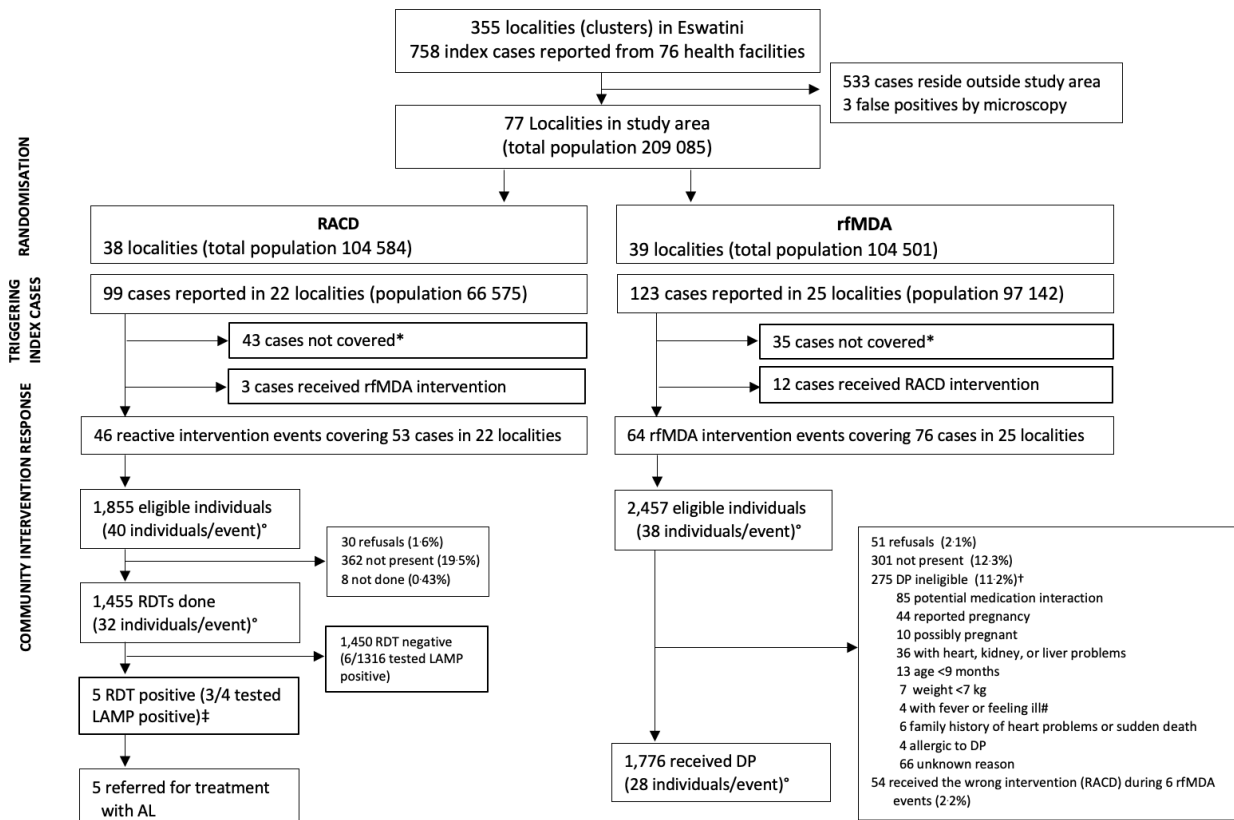 355 localities (clusters) in Eswatini
758 index cases reported from 76 health facilities
533 cases reside outside study area
3 false positives by microscopy
77 Localities in study area
(total population 209 085)
RANDOMISATION
RACD
38 localities (total population 104 584)
rfMDA
39 localities (total population 104 501)
TRIGGERING
INDEX CASES
99 cases reported in 22 localities (population 66 575)
123 cases reported in 25 localities (population 97 142)
43 cases not covered*
35 cases not covered*
3 cases received rfMDA intervention
12 cases received RACD intervention
COMMUNITY INTERVENTION RESPONSE
46 reactive intervention events covering 53 cases in 22 localities
64 rfMDA intervention events covering 76 cases in 25 localities
1,855 eligible individuals
(40 individuals/event)°
2,457 eligible individuals
(38 individuals/event)°
30 refusals (1·6%)
362 not present (19·5%)
8 not done (0·43%)
1,455 RDTs done
(32 individuals/event)°
1,450 RDT negative
(6/1316 tested LAMP
positive)
5 RDT positive (3/4 tested
LAMP positive)‡
5 referred for treatment
with AL
51 refusals (2·1%)
301 not present (12·3%)
275 DP ineligible (11·2%)†
85 potential medication interaction
44 reported pregnancy
10 possibly pregnant
36 with heart, kidney, or liver problems
13 age <9 months
7 weight <7 kg
4 with fever or feeling ill#
6 family history of heart problems or sudden death
4 allergic to DP
66 unknown reason
54 received the wrong intervention (RACD) during 6 rfMDA
events (2·2%)
1,776 received DP
(28 individuals/event)°